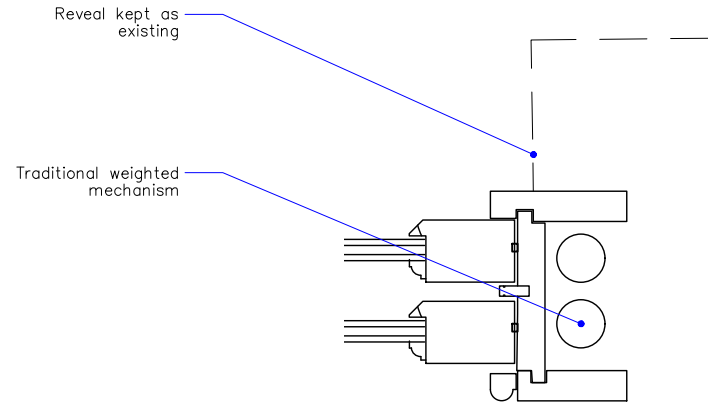 Reveal kept as
existing
Traditional weighted
mechanism